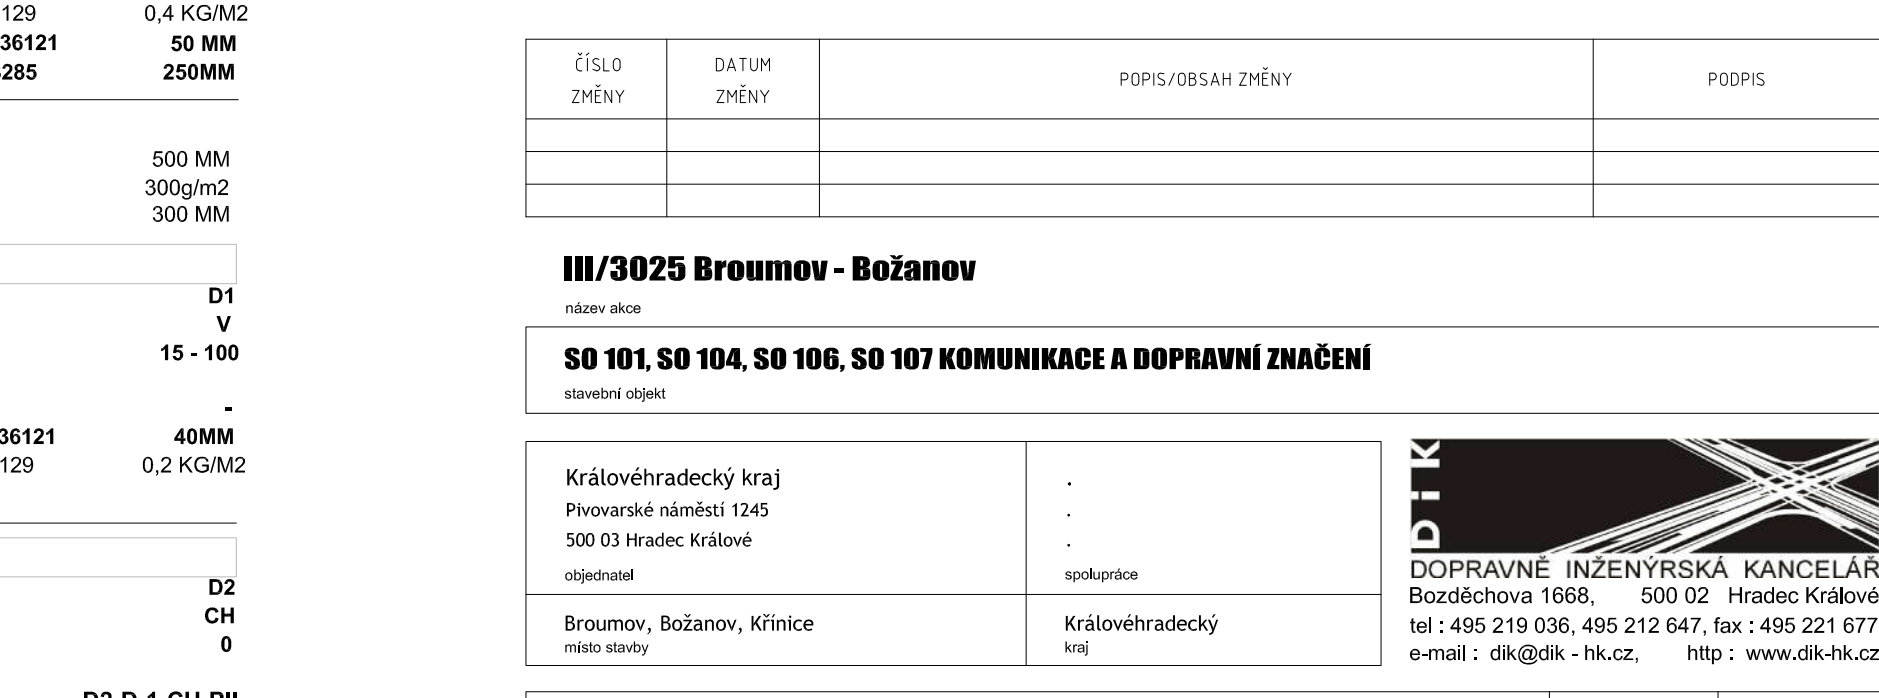 129 0,4 KG/M2
36121 50 MM
285 250MM
500 MM
300g/m2
300 MM
D1
V
15 - 100
-
36121 40MM
129 0,2 KG/M2
D2
CH
0
ČÍSLO ZMĚNY
DATUM ZMĚNY
POPIS/OBSAH ZMĚNY
PODPIS
III/3025 Broumov - Božanov
název akce
SO 101, SO 104, SO 106, SO 107 KOMUNIKACE A DOPRAVNÍ ZNAČENÍ
stavební objekt
Královéhradecký kraj
Pivovarské náměstí 1245
500 03 Hradec Králové
objednatel
.
.
.
spolupráce
Broumov, Božanov, Křínice
místo stavby
Královéhradecký
kraj
DiK
DOPRAVNĚ INŽENÝRSKÁ KANCELÁŘ
Bozděchova 1668, 500 02 Hradec Králové
tel : 495 219 036, 495 212 647, fax : 495 221 677
e-mail : dik@dik - hk.cz, http : www.dik-hk.cz